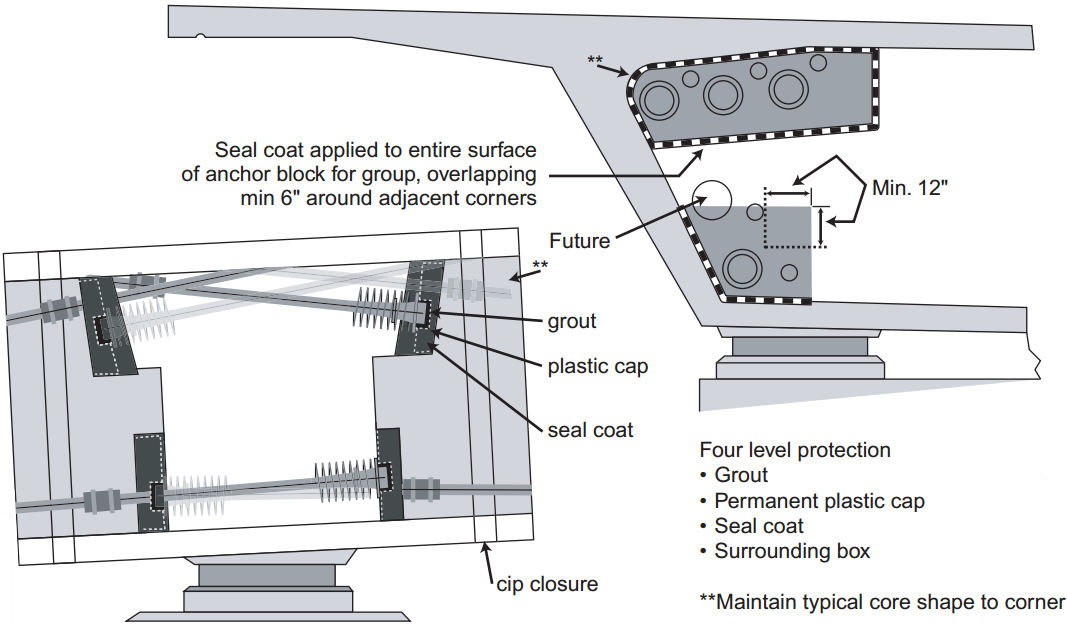 **
Seal coat applied to entire surface
of anchor block for group, overlapping
min 6" around adjacent corners
Min. 12"
Future
**
grout
plastic cap
seal coat
cip closure
Four level protection
• Grout
• Permanent plastic cap
• Seal coat
• Surrounding box
**Maintain typical core shape to corner